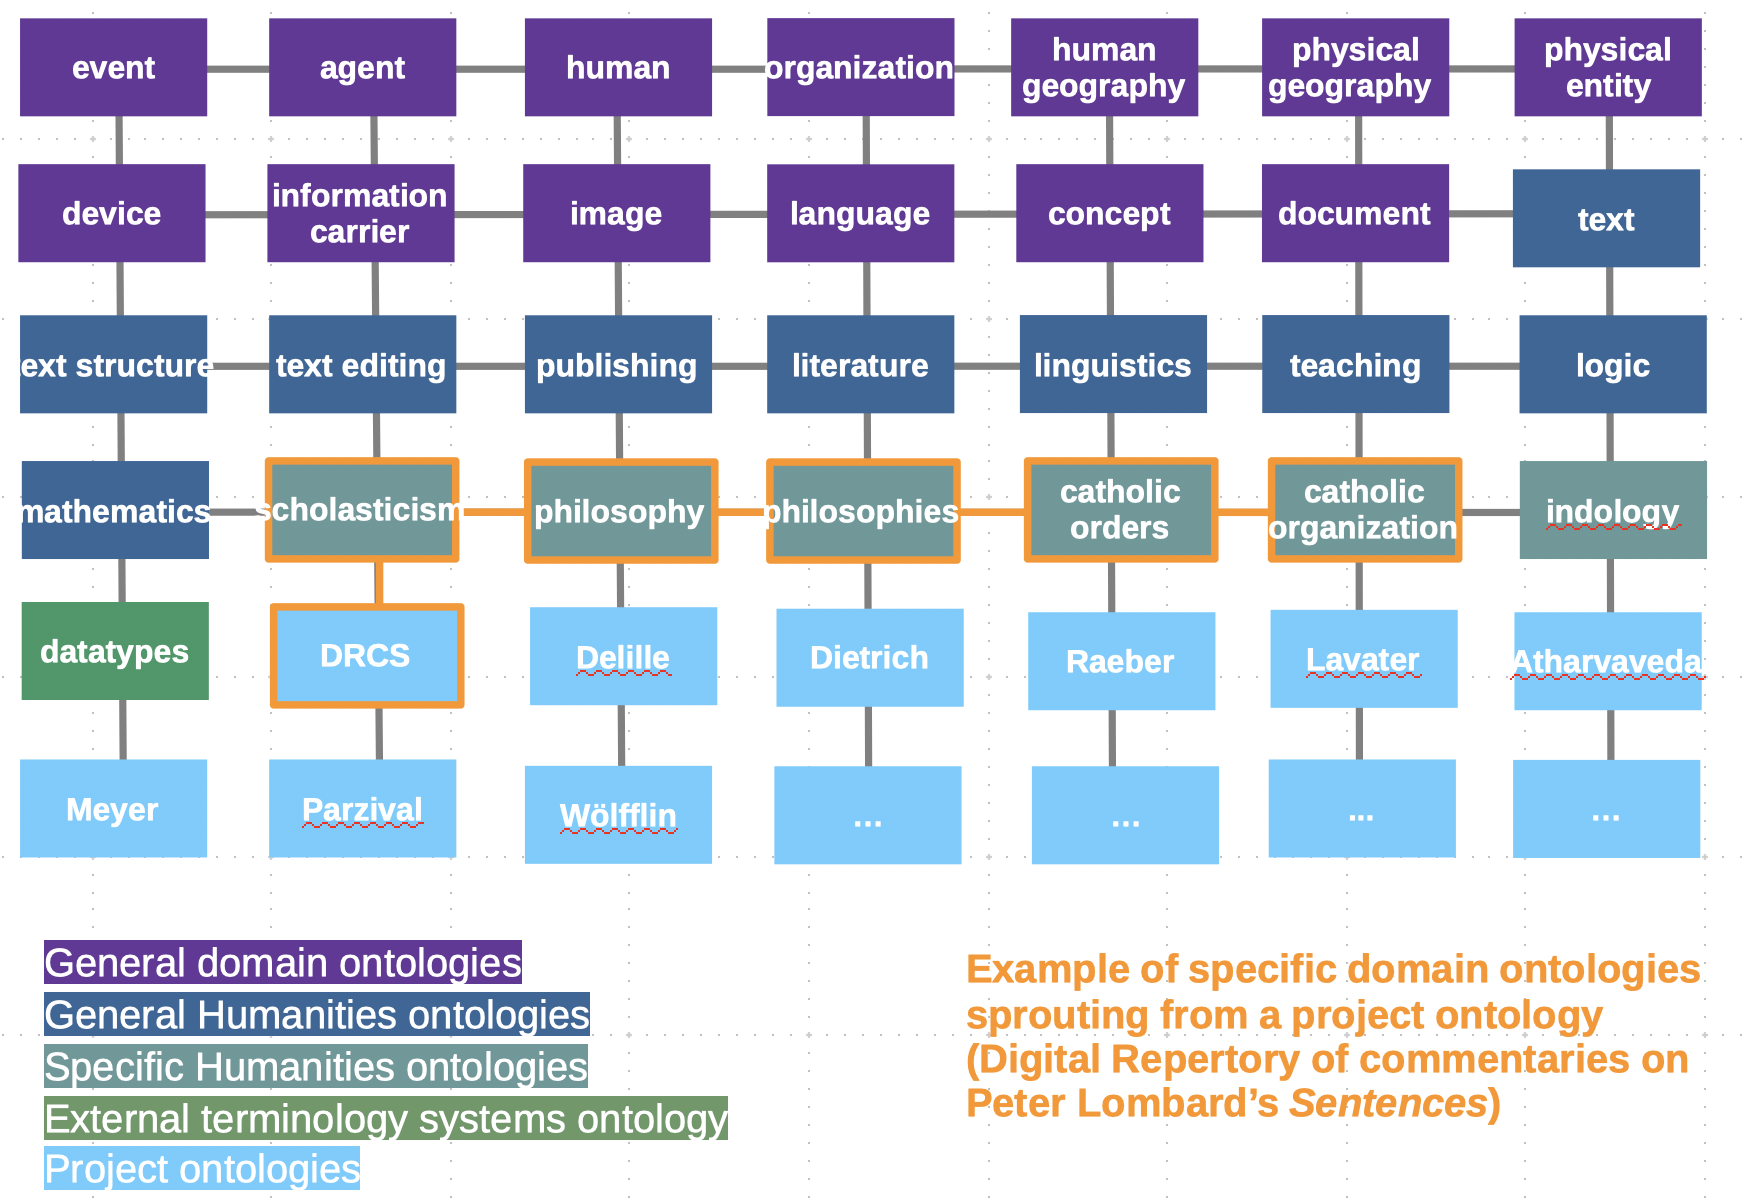 event
agent
human
organization
human
geography
physical
geography
physical
entity
device
information
carrier
image
language
concept
document
text
text structure
text editing
publishing
literature
linguistics
teaching
logic
mathematics
scholasticism
philosophy
philosophies
catholic
orders
catholic
organization
indology
datatypes
DRCS
Delille
Dietrich
Raeber
Lavater
Atharvaveda
Meyer
Parzival
Wölfflin
...
...
...
...
General domain ontologies
General Humanities ontologies
Specific Humanities ontologies
External terminology systems ontology
Project ontologies
Example of specific domain ontologies
sprouting from a project ontology
(Digital Repertory of commentaries on
Peter Lombard’s Sentences)